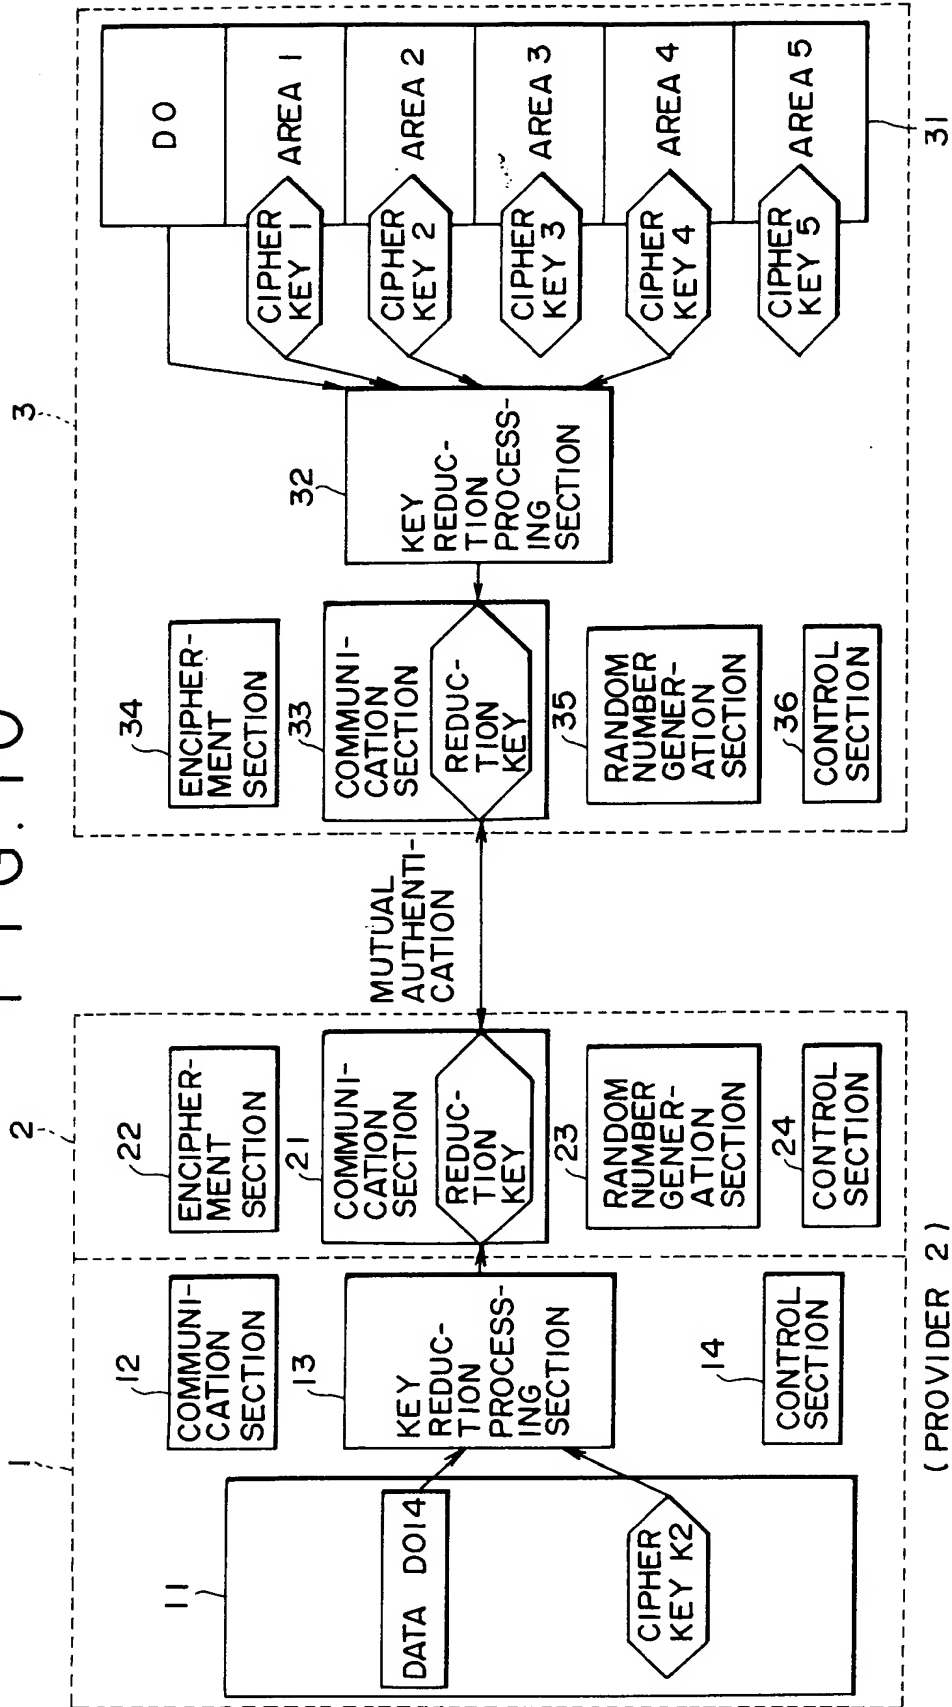 FIG. 10
1
11
DATA D014
CIPHER
KEY K2
12
COMMUNI-
CATION
SECTION
13
KEY
REDUC-
TION
PROCESS-
ING
SECTION
14
CONTROL
SECTION
(PROVIDER 2)
2
22
ENCIPHER-
MENT
SECTION
21
COMMUNI-
CATION
SECTION
REDUC-
TION
KEY
23
RANDOM
NUMBER
GENER-
ATION
SECTION
24
CONTROL
SECTION
MUTUAL
AUTHENTI-
CATION
3
34
ENCIPHER-
MENT
SECTION
33
COMMUNI-
CATION
SECTION
REDUC-
TION
KEY
35
RANDOM
NUMBER
GENER-
ATION
SECTION
36
CONTROL
SECTION
32
KEY
REDUC-
TION
PROCESS-
ING
SECTION
D0
CIPHER
KEY 1
AREA 1
CIPHER
KEY 2
AREA 2
CIPHER
KEY 3
AREA 3
CIPHER
KEY 4
AREA 4
CIPHER
KEY 5
AREA 5
31